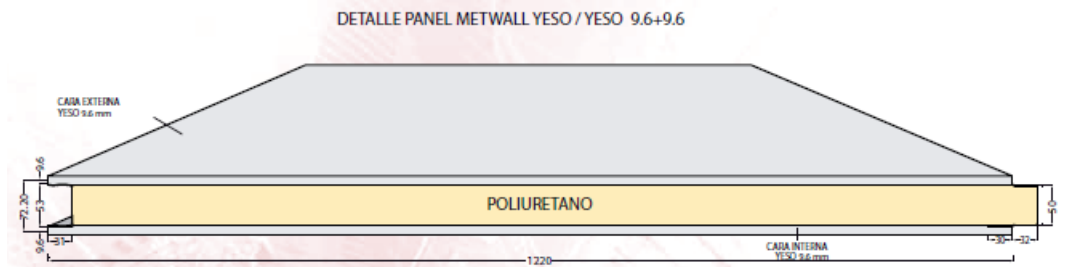 DETALLE PANEL METWALL YESO / YESO 9.6+9.6
CARA EXTERNA
YESO 9.6 mm
9.6
72.20
53
POLIURETANO
50
9.6
31
30
32
CARA INTERNA
YESO 9.6 mm
1220